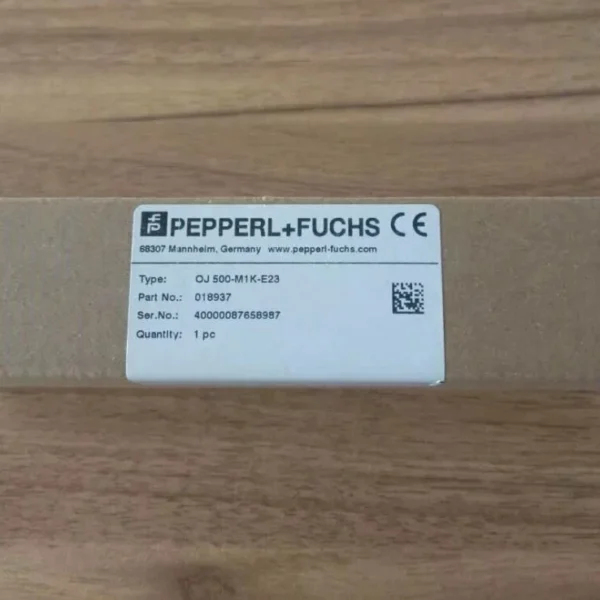 PEPPERL+FUCHS CE
68307 Mannheim, Germany www.pepperl-fuchs.com
Type: OJ 500-M1K-E23
Part No.: 018937
Ser.No.: 40000087658987
Quantity: 1 pc